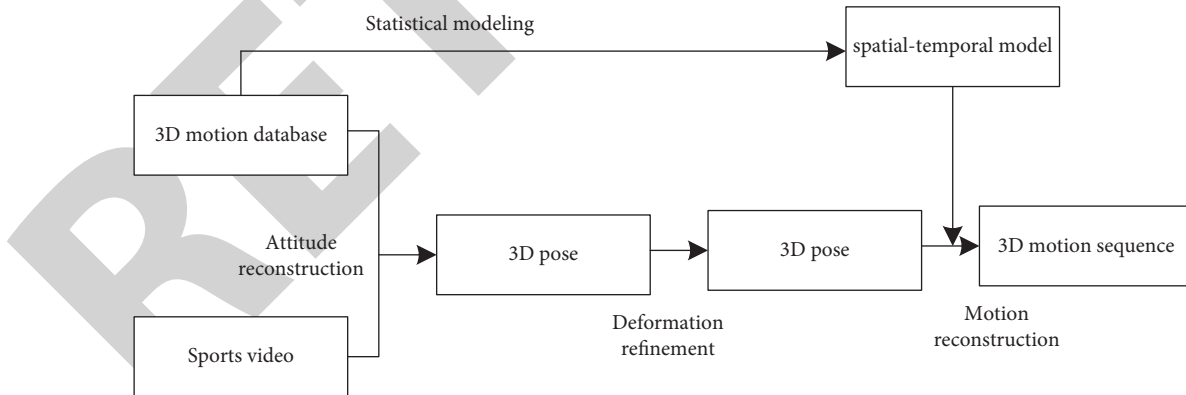 Statistical modeling
spatial-temporal model
3D motion database
Attitude
reconstruction
3D pose
3D pose
3D motion sequence
Deformation
refinement
Motion
reconstruction
Sports video
RET